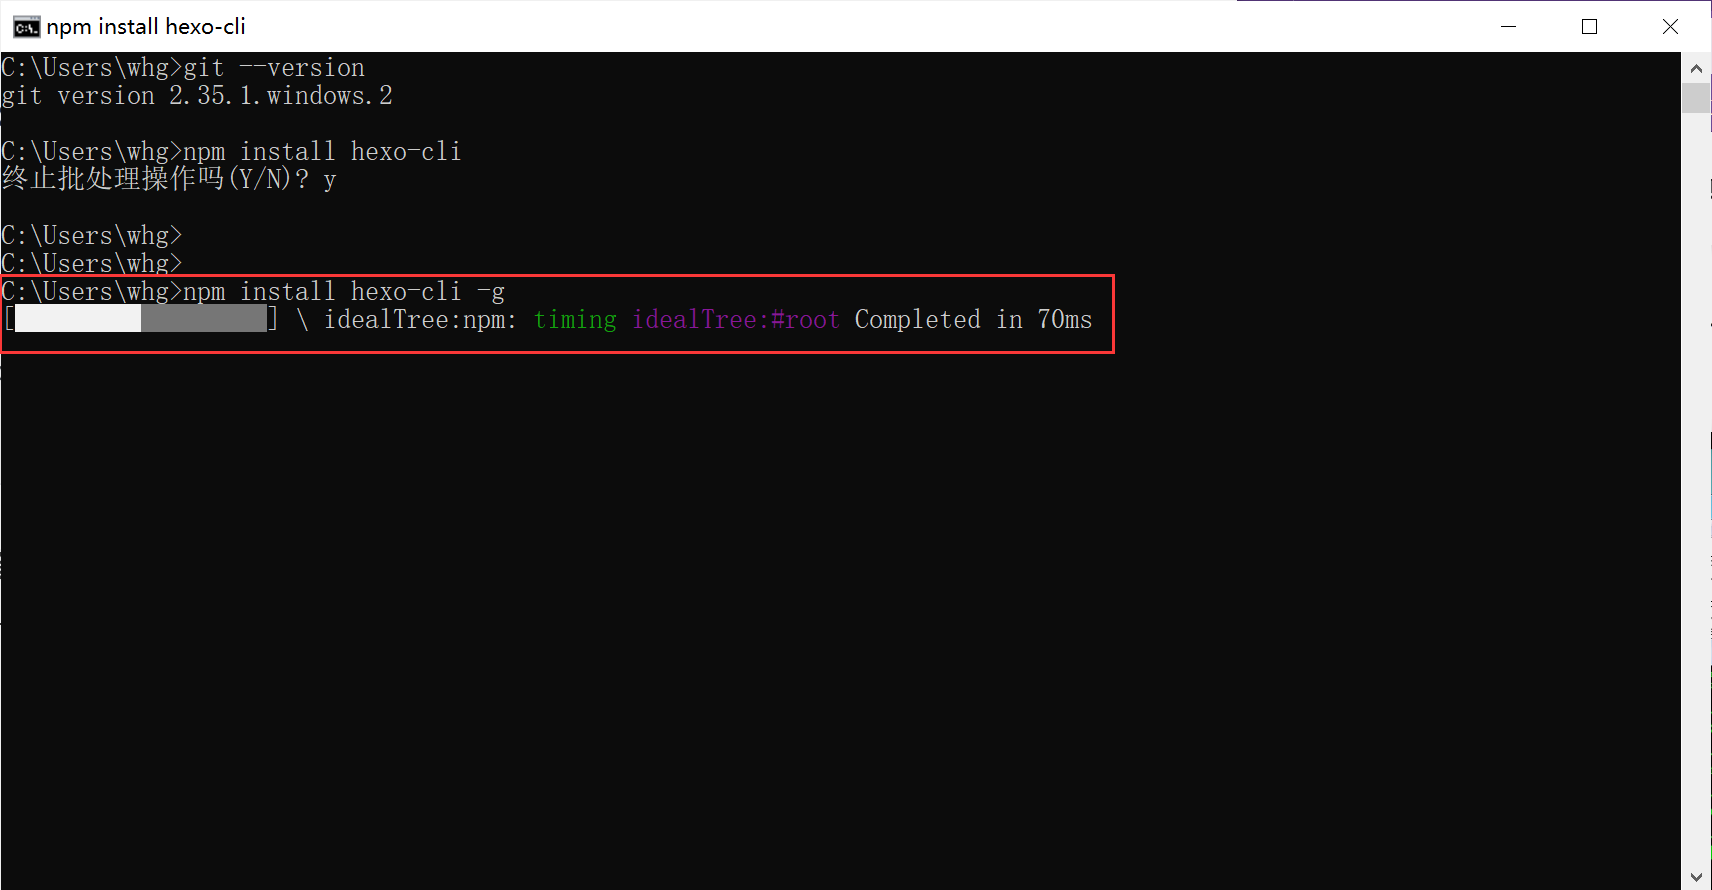 npm install hexo-cli
C:\Users\whg>git --version
git version 2.35.1.windows.2
C:\Users\whg>npm install hexo-cli
终止批处理操作吗(Y/N)? y
C:\Users\whg>
C:\Users\whg>
C:\Users\whg>npm install hexo-cli -g
[                  ] \ idealTree:npm: timing idealTree:#root Completed in 70ms